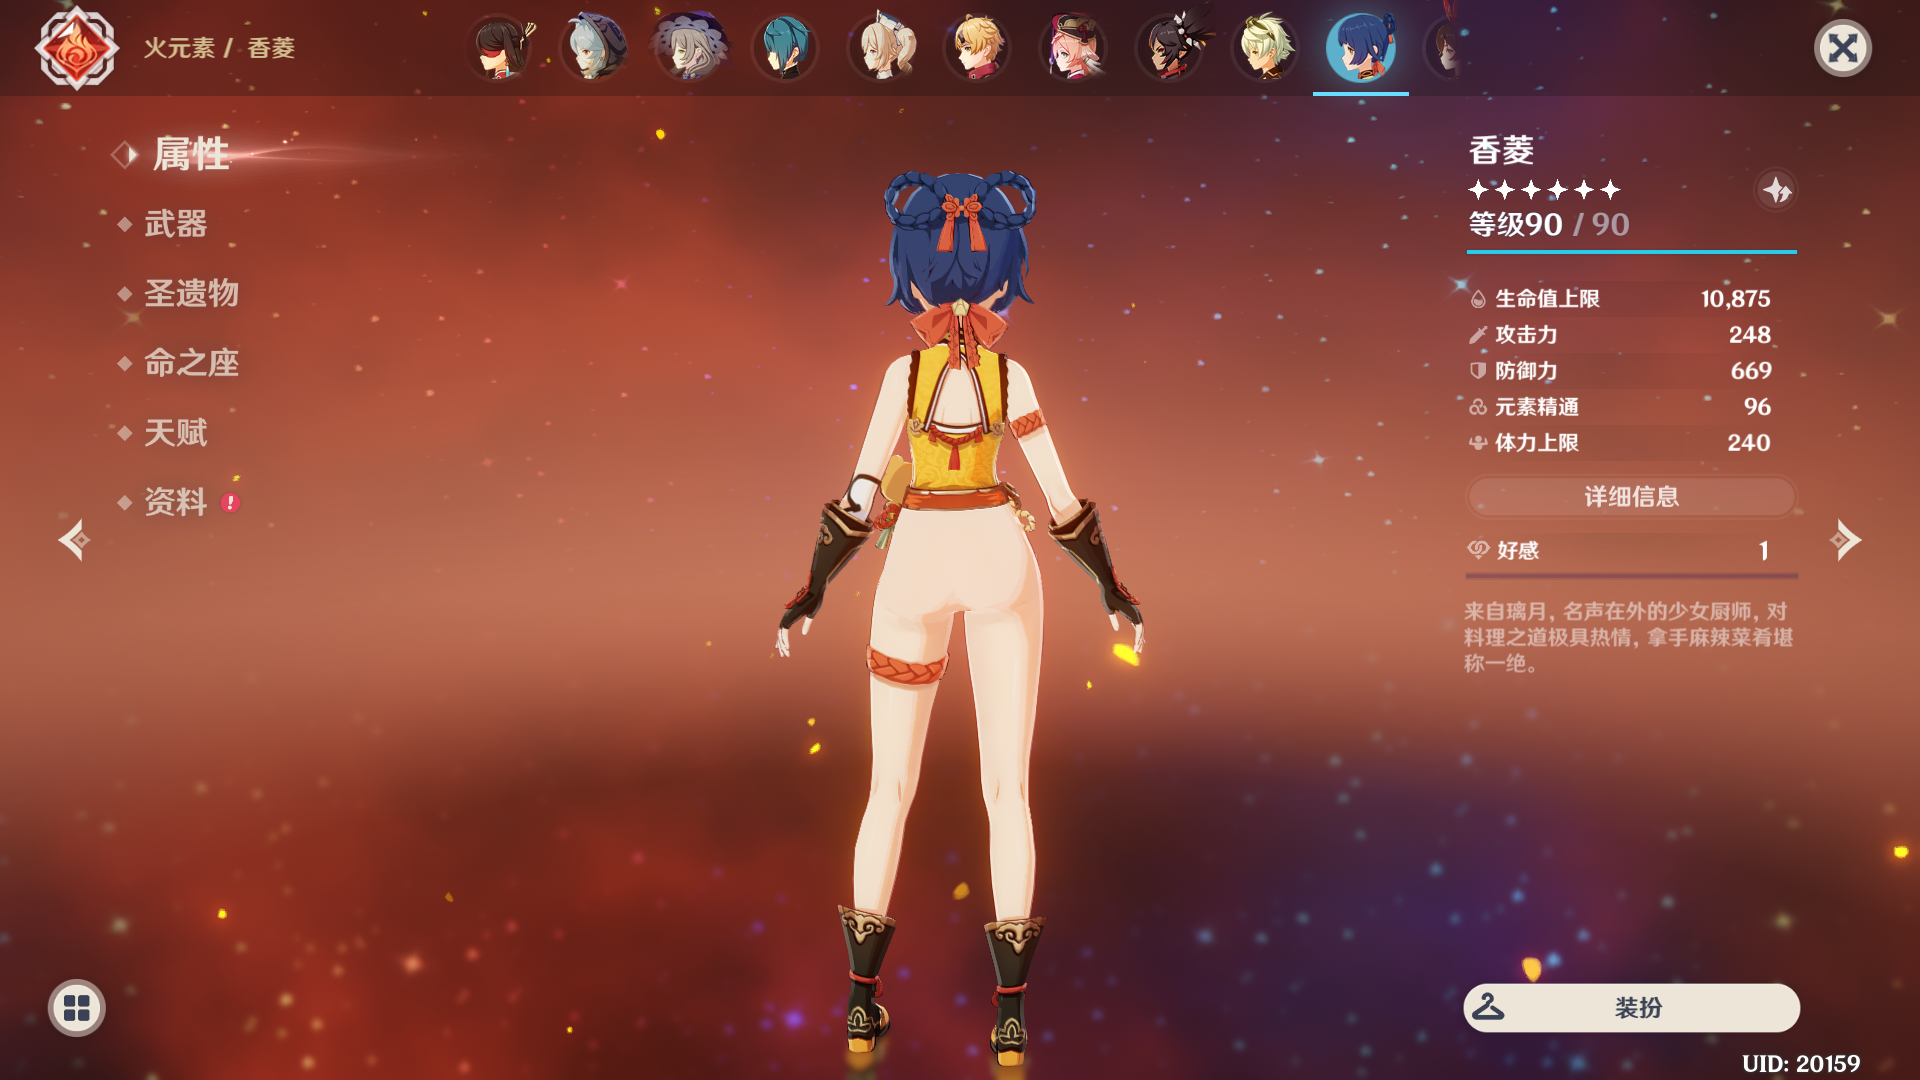 火元素 / 香菱
属性
武器
圣遗物
命之座
天赋
资料
香菱
等级90 / 90
生命值上限 10,875
攻击力 248
防御力 669
元素精通 96
体力上限 240
详细信息
好感 1
来自璃月，名声在外的少女厨师，对
料理之道极具热情，拿手麻辣菜肴堪
称一绝。
装扮
UID: 20159